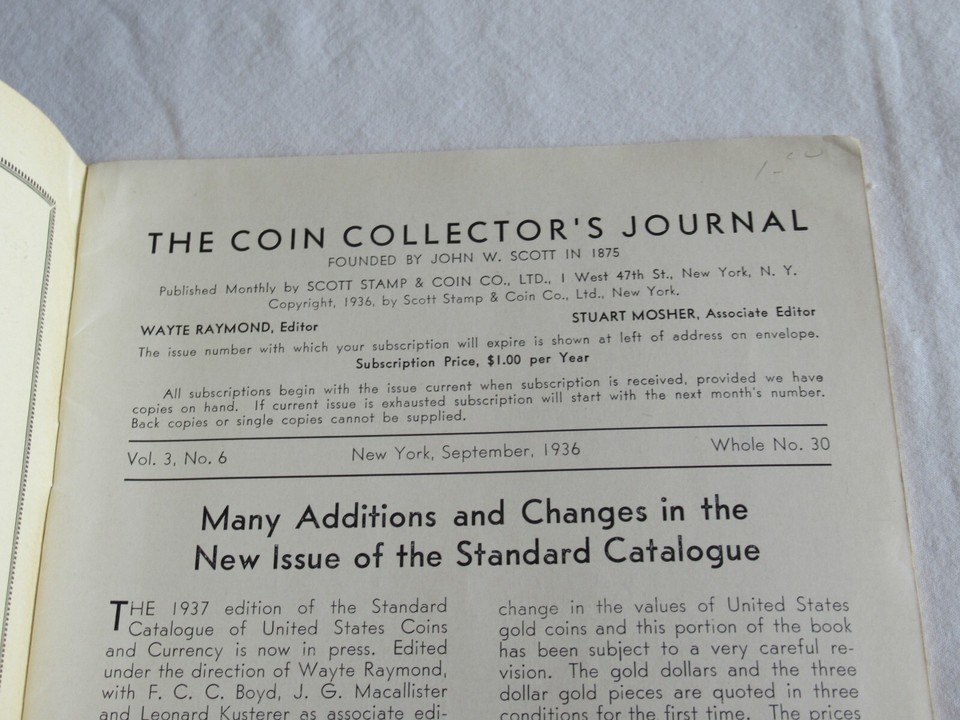 1-00
THE COIN COLLECTOR'S JOURNAL
FOUNDED BY JOHN W. SCOTT IN 1875
Published Monthly by SCOTT STAMP & COIN CO., LTD., 1 West 47th St., New York, N. Y.
Copyright, 1936, by Scott Stamp & Coin Co., Ltd., New York.
WAYTE RAYMOND, Editor
STUART MOSHER, Associate Editor
The issue number with which your subscription will expire is shown at left of address on envelope.
Subscription Price, $1.00 per Year
All subscriptions begin with the issue current when subscription is received, provided we have
copies on hand. If current issue is exhausted subscription will start with the next month's number.
Back copies or single copies cannot be supplied.
Vol. 3, No. 6 New York, September, 1936 Whole No. 30
Many Additions and Changes in the
New Issue of the Standard Catalogue
THE 1937 edition of the Standard
Catalogue of United States Coins
and Currency is now in press. Edited
under the direction of Wayte Raymond,
with F. C. C. Boyd, J. G. Macallister
and Leonard Kusterer as associate edi-
change in the values of United States
gold coins and this portion of the book
has been subject to a very careful re-
vision. The gold dollars and the three
dollar gold pieces are quoted in three
conditions for the first time. The prices